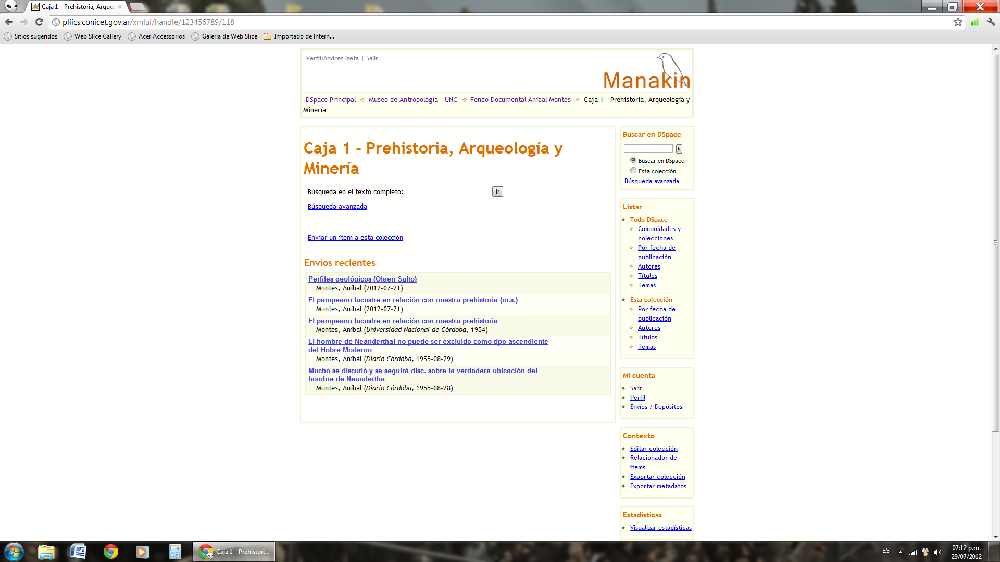 Caja 1 - Prehistoria, Arquec
pliics.conicet.gov.ar/xmlui/handle/123456789/118
Sitios sugeridos
Web Slice Gallery
Acer Accessorios
Galería de Web Slice
Importado de Intern...
Perfil:Andres Izeta | Salir
Manakin
DSpace Principal
Museo de Antropología - UNC
Fondo Documental Aníbal Montes
Caja 1 - Prehistoria, Arqueología y
Minería
Caja 1 - Prehistoria, Arqueología y
Minería
Búsqueda en el texto completo:
Ir
Búsqueda avanzada
Enviar un ítem a esta colección
Envíos recientes
Perfiles geológicos (Olaen-Salto)
Montes, Aníbal (2012-07-21)
El pampeano lacustre en relación con nuestra prehistoria (m.s.)
Montes, Aníbal (2012-07-21)
El pampeano lacustre en relación con nuestra prehistoria
Montes, Aníbal (Universidad Nacional de Córdoba, 1954)
El hombre de Neanderthal no puede ser excluido como tipo ascendiente
del Hobre Moderno
Montes, Aníbal (Diario Córdoba, 1955-08-29)
Mucho se discutió y se seguirá disc. sobre la verdadera ubicación del
hombre de Neandertha
Montes, Aníbal (Diario Córdoba, 1955-08-28)
Buscar en DSpace
Ir
Buscar en DSpace
Esta colección
Búsqueda avanzada
Listar
Todo DSpace
Comunidades y
colecciones
Por fecha de
publicación
Autores
Títulos
Temas
Esta colección
Por fecha de
publicación
Autores
Títulos
Temas
Mi cuenta
Salir
Perfil
Envíos / Depósitos
Contexto
Editar colección
Relacionador de
ítems
Exportar colección
Exportar metadatos
Estadísticas
Visualizar estadísticas
Caja 1 - Prehistori...
ES
07:12 p.m.
29/07/2012